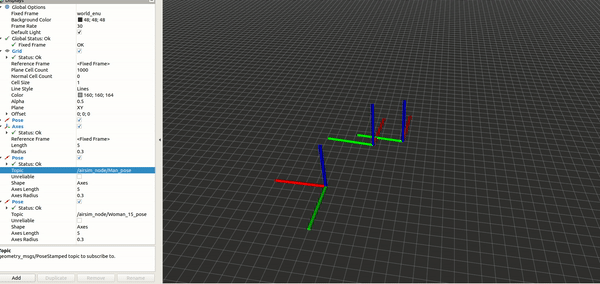 Displays
Global Options
Fixed Frame world_enu
Background Color 48; 48; 48
Frame Rate 30
Default Light
Global Status: Ok
Fixed Frame OK
Grid
Status: Ok
Reference Frame <Fixed Frame>
Plane Cell Count 1000
Normal Cell Count 0
Cell Size 1
Line Style Lines
Color 160; 160; 164
Alpha 0.5
Plane XY
Offset 0; 0; 0
Pose
Axes
Status: Ok
Reference Frame <Fixed Frame>
Length 5
Radius 0.3
Pose
Status: Ok
Topic /airsim_node/Man_pose
Unreliable
Shape Axes
Axes Length 5
Axes Radius 0.3
Pose
Status: Ok
Topic /airsim_node/Woman_15_pose
Unreliable
Shape Axes
Axes Length 5
Axes Radius 0.3
Topic
geometry_msgs/PoseStamped topic to subscribe to.
Add Duplicate Remove Rename